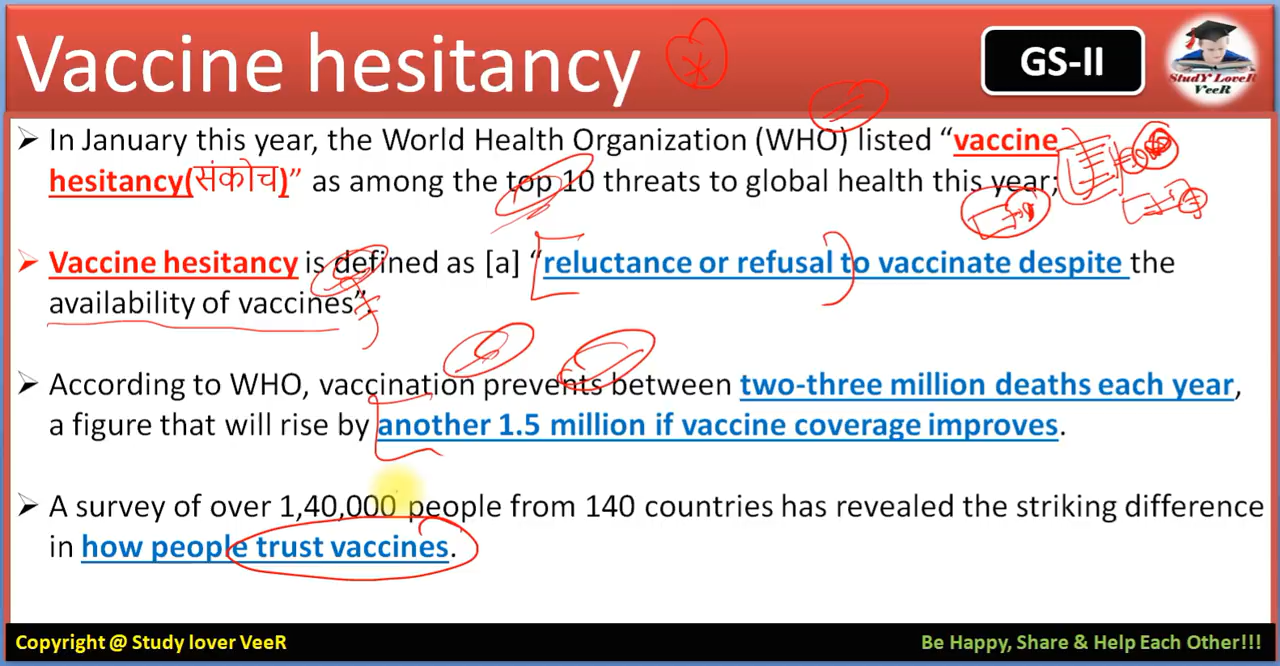 Vaccine hesitancy
GS-II
StudY LoveR
VeeR
➢ In January this year, the World Health Organization (WHO) listed “vaccine
hesitancy(संकोच)” as among the top 10 threats to global health this year;
➢ Vaccine hesitancy is defined as [a] “reluctance or refusal to vaccinate despite the
availability of vaccines”.
➢ According to WHO, vaccination prevents between two-three million deaths each year,
a figure that will rise by another 1.5 million if vaccine coverage improves.
➢ A survey of over 1,40,000 people from 140 countries has revealed the striking difference
in how people trust vaccines.
Copyright @ Study lover VeeR
Be Happy, Share & Help Each Other!!!